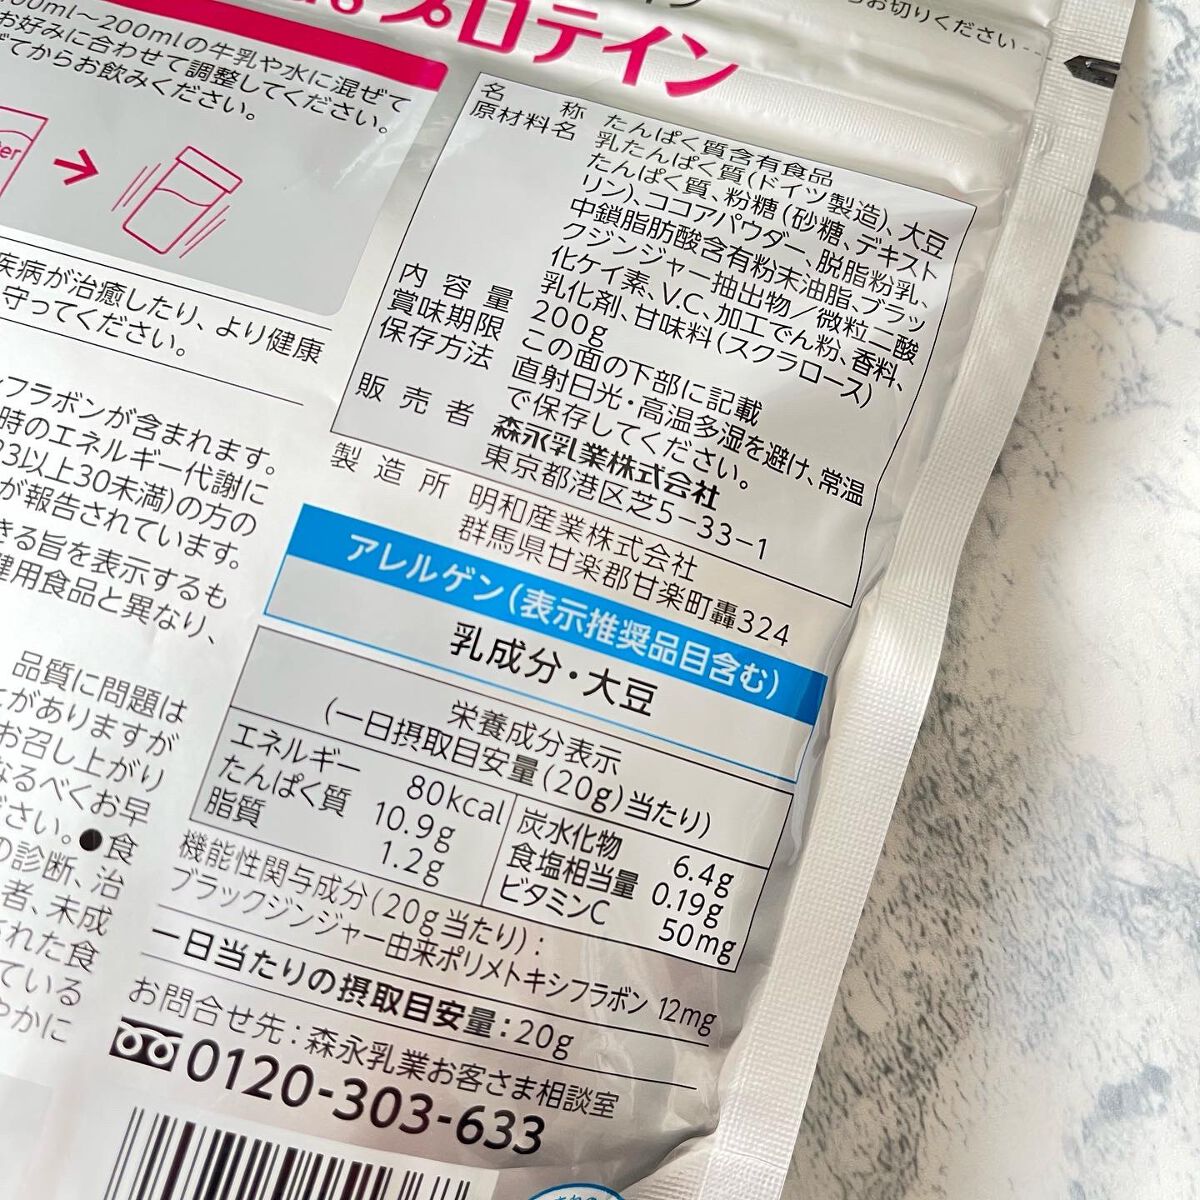 プロテイン
お切りください
00ml〜200mlの牛乳や水に混ぜて
お好みに合わせて調整してください。
てからお飲みください。
名称 たんぱく質含有食品
原材料名 乳たんぱく質(ドイツ製造)、大豆
たんぱく質、粉糖(砂糖、デキスト
リン)、ココアパウダー、脱脂粉乳、
中鎖脂肪酸含有粉末油脂、ブラッ
クジンジャー抽出物/微粒二酸
化ケイ素、V.C、加工でん粉、香料、
乳化剤、甘味料(スクラロース)
内容量 200g
賞味期限 この面の下部に記載
保存方法 直射日光・高温多湿を避け、常温
で保存してください。
販売者 森永乳業株式会社
東京都港区芝5-33-1
製造所 明和産業株式会社
群馬県甘楽郡甘楽町轟324
アレルゲン(表示推奨品目含む)
乳成分・大豆
栄養成分表示
(一日摂取目安量(20g)当たり)
エネルギー 80kcal
たんぱく質 10.9g
脂質 1.2g
炭水化物 6.4g
食塩相当量 0.19g
ビタミンC 50mg
機能性関与成分(20g当たり):
ブラックジンジャー由来ポリメトキシフラボン 12mg
一日当たりの摂取目安量:20g
お問合せ先:森永乳業お客さま相談室
0120-303-633
疾病が治癒したり、より健康
守ってください。
フラボンが含まれます。
時のエネルギー代謝に
23以上30未満)の方の
が報告されています。
きる旨を表示するも
健用食品と異なり、
品質に問題は
とがありますが
お召し上がり
なるべくお早
ださい。●食
の診断、治
者、未成
された食
ている
やかに